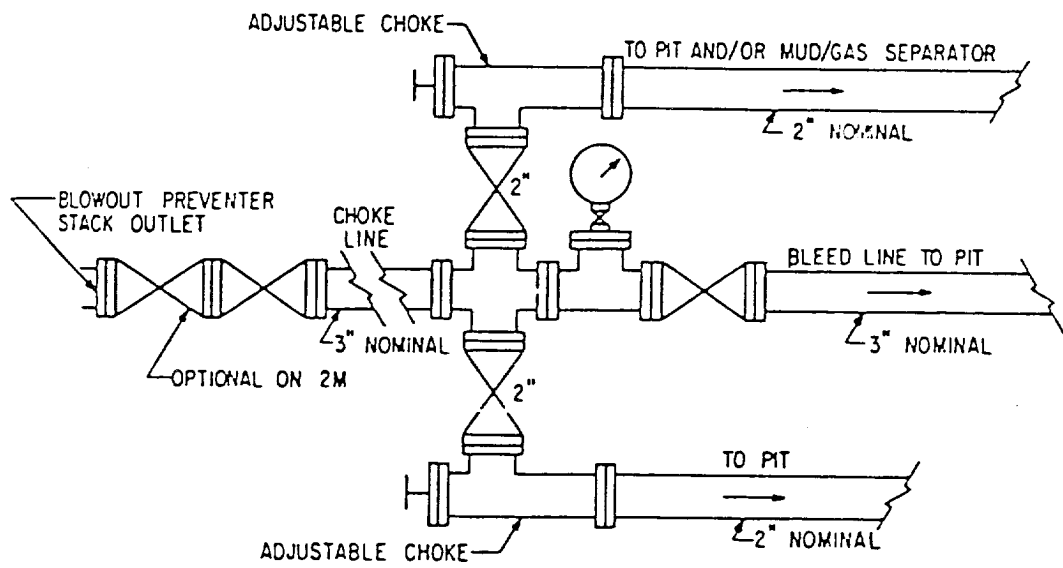 ADJUSTABLE CHOKE
TO PIT AND/OR MUD/GAS SEPARATOR
2" NOMINAL
2"
BLOWOUT PREVENTER
STACK OUTLET
CHOKE
LINE
BLEED LINE TO PIT
3" NOMINAL
3" NOMINAL
OPTIONAL ON 2M
2"
TO PIT
2" NOMINAL
ADJUSTABLE CHOKE